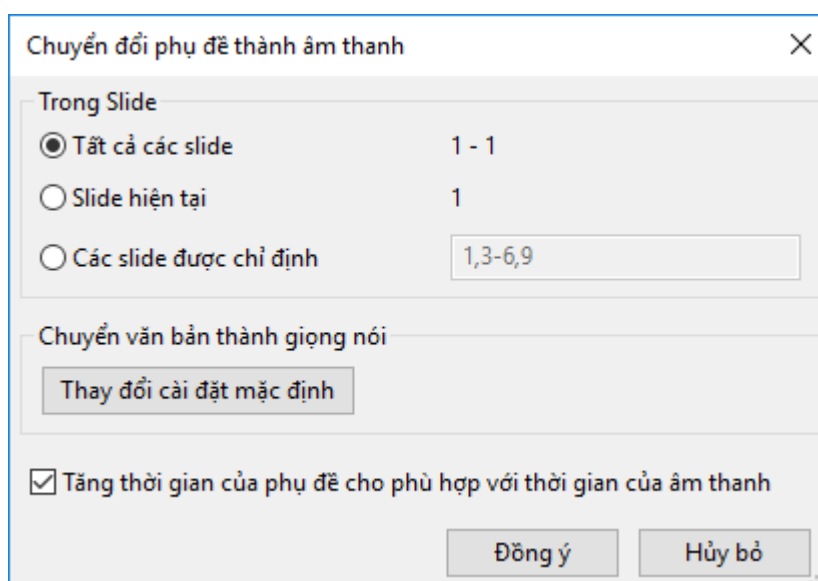 Chuyển đổi phụ đề thành âm thanh
Trong Slide
Tất cả các slide 1 - 1
Slide hiện tại 1
Các slide được chỉ định 1,3-6,9
Chuyển văn bản thành giọng nói
Thay đổi cài đặt mặc định
Tăng thời gian của phụ đề cho phù hợp với thời gian của âm thanh
Đồng ý Hủy bỏ